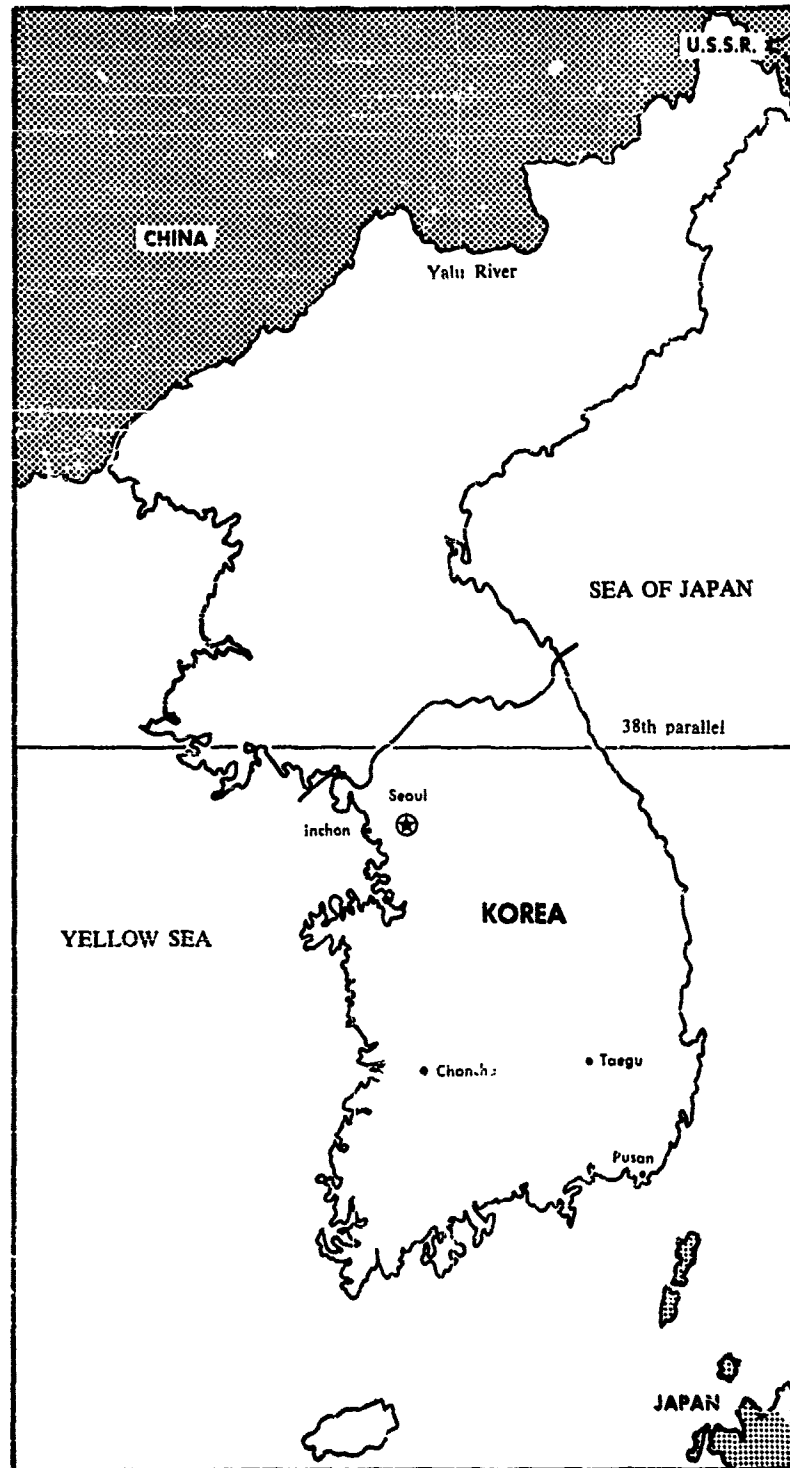 U.S.S.R.
CHINA
Yalu River
SEA OF JAPAN
38th parallel
Seoul
inchon
KOREA
YELLOW SEA
Taegu
Pusan
JAPAN